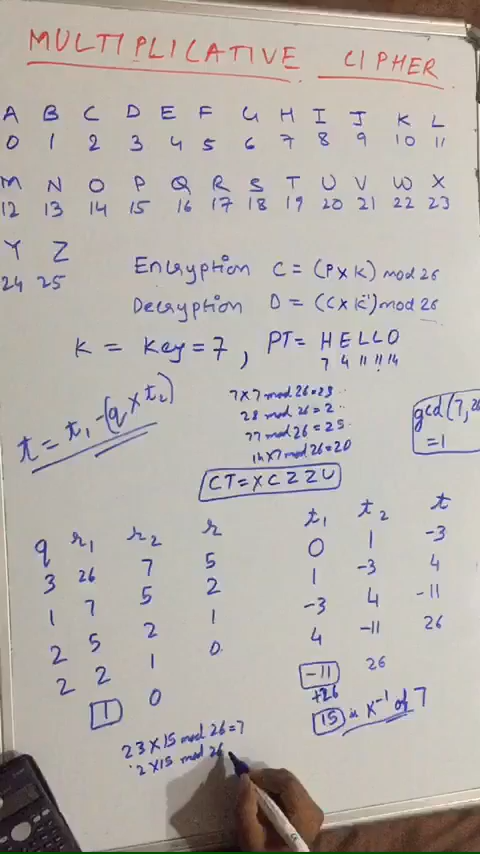 MULTIPLICATIVE CIPHER
A B C D E F G H I J K L
0 1 2 3 4 5 6 7 8 9 10 11
M N O P Q R S T U V W X
12 13 14 15 16 17 18 19 20 21 22 23
Y Z
24 25
Encryption C = (P x K) mod 26
Decryption D = (C x K⁻¹) mod 26
K = Key = 7, PT = HELLO
7 4 11 11 14
t = t₁ - (q x t₂)
7 x 7 mod 26 = 23
28 mod 26 = 2
77 mod 26 = 25
14 x 7 mod 26 = 20
gcd(7, 26
= 1
CT = XCZZU
q r₁ r₂ r t₁ t₂ t
3 26 7 5 0 1 -3
1 7 5 2 1 -3 4
2 5 2 1 -3 4 -11
2 2 1 0 4 -11 26
1 0 -11 26
+26
15 is K⁻¹ of 7
23 x 15 mod 26 = 7
2 x 15 mod 26